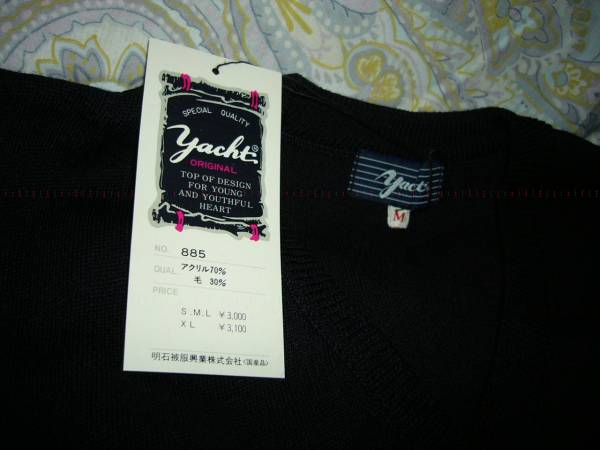 SPECIAL QUALITY
yacht®
ORIGINAL
TOP OF DESIGN
FOR YOUNG
AND YOUTHFUL
HEART
NO. 885
QUAL. アクリル70%
毛 30%
PRICE
S.M.L ¥3,000
XL ¥3,100
明石被服興業株式会社<国産品>
yacht
M